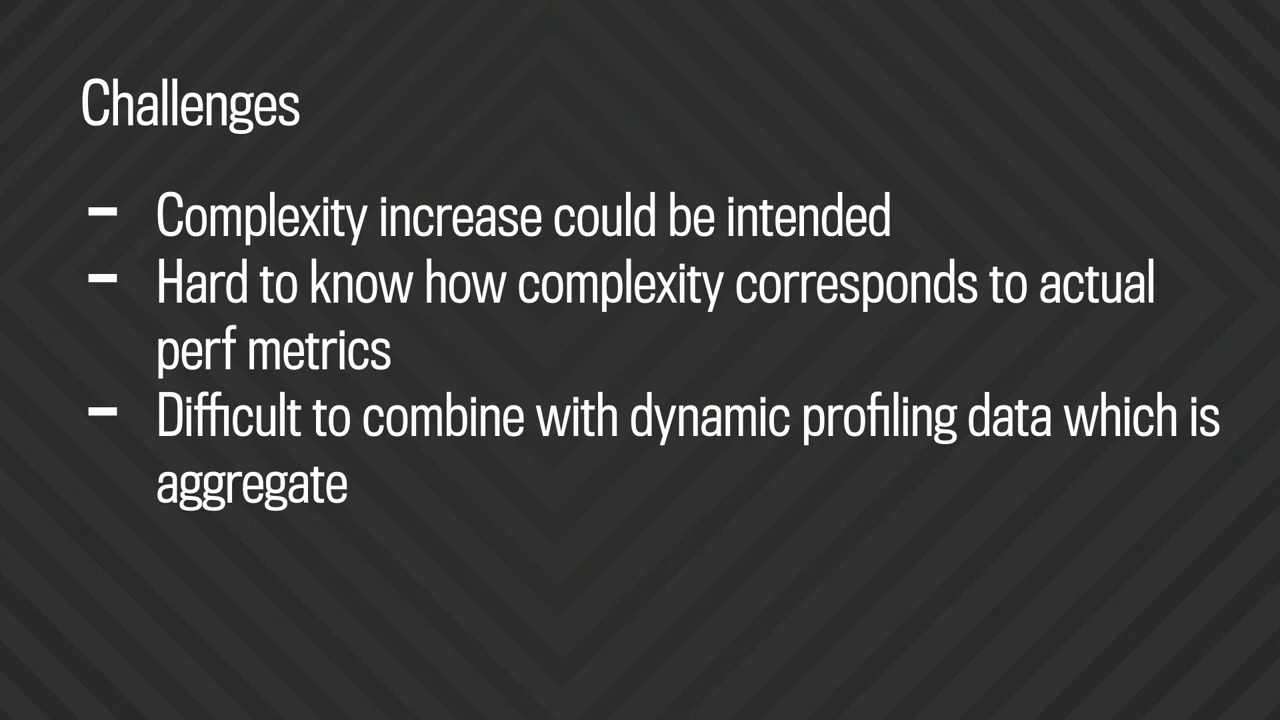 Challenges
- Complexity increase could be intended
- Hard to know how complexity corresponds to actual
perf metrics
- Difficult to combine with dynamic profiling data which is
aggregate